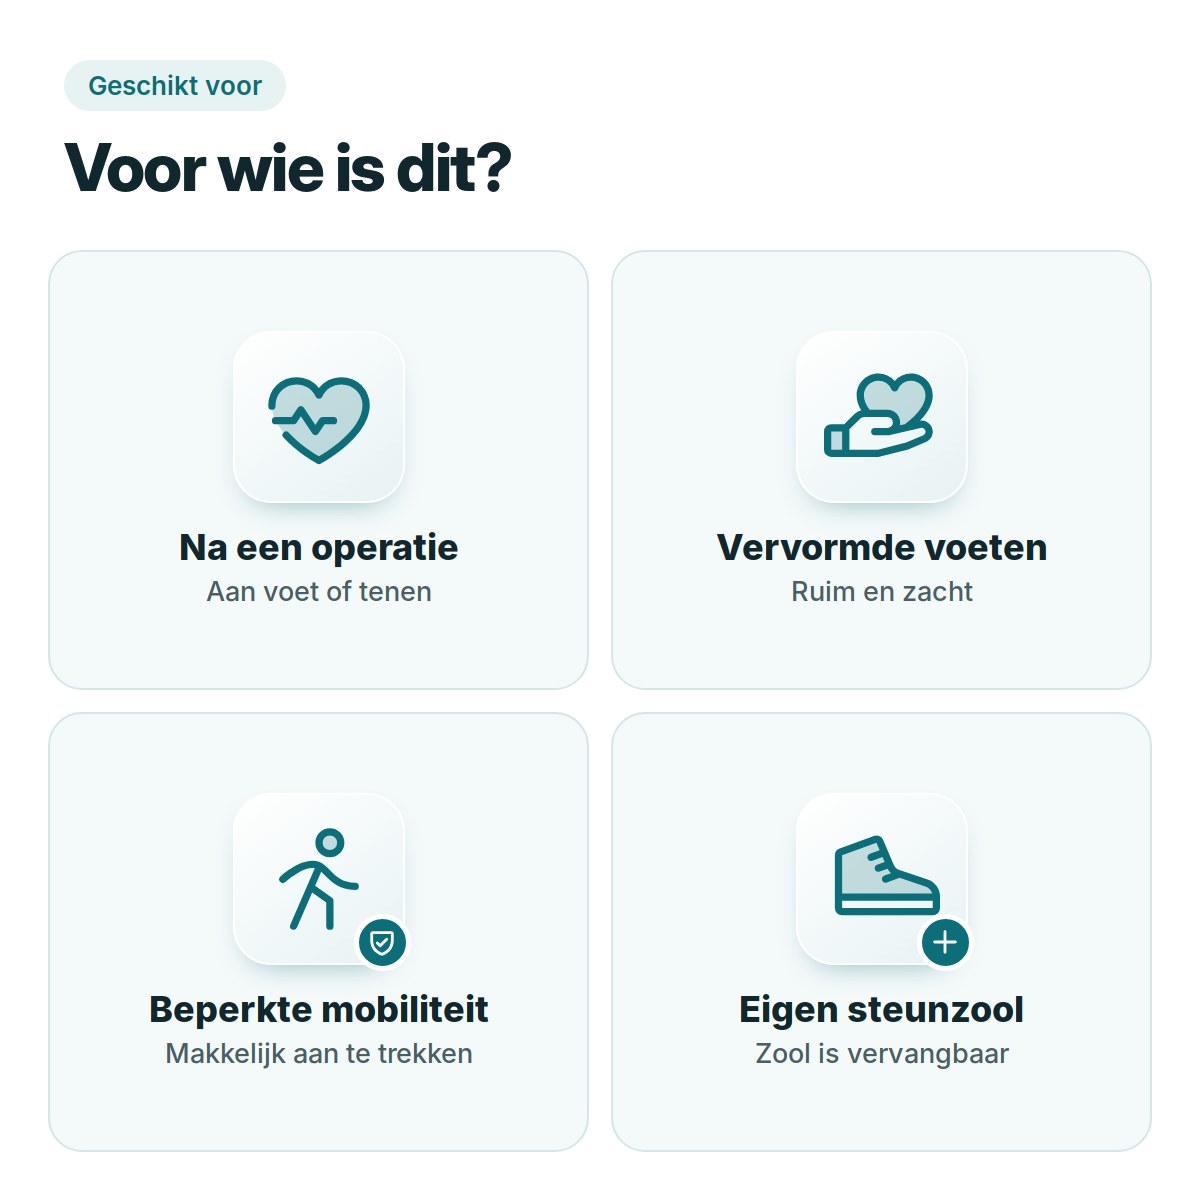 Geschikt voor
Voor wie is dit?
Na een operatie
Aan voet of tenen
Vervormde voeten
Ruim en zacht
Beperkte mobiliteit
Makkelijk aan te trekken
Eigen steunzool
Zool is vervangbaar